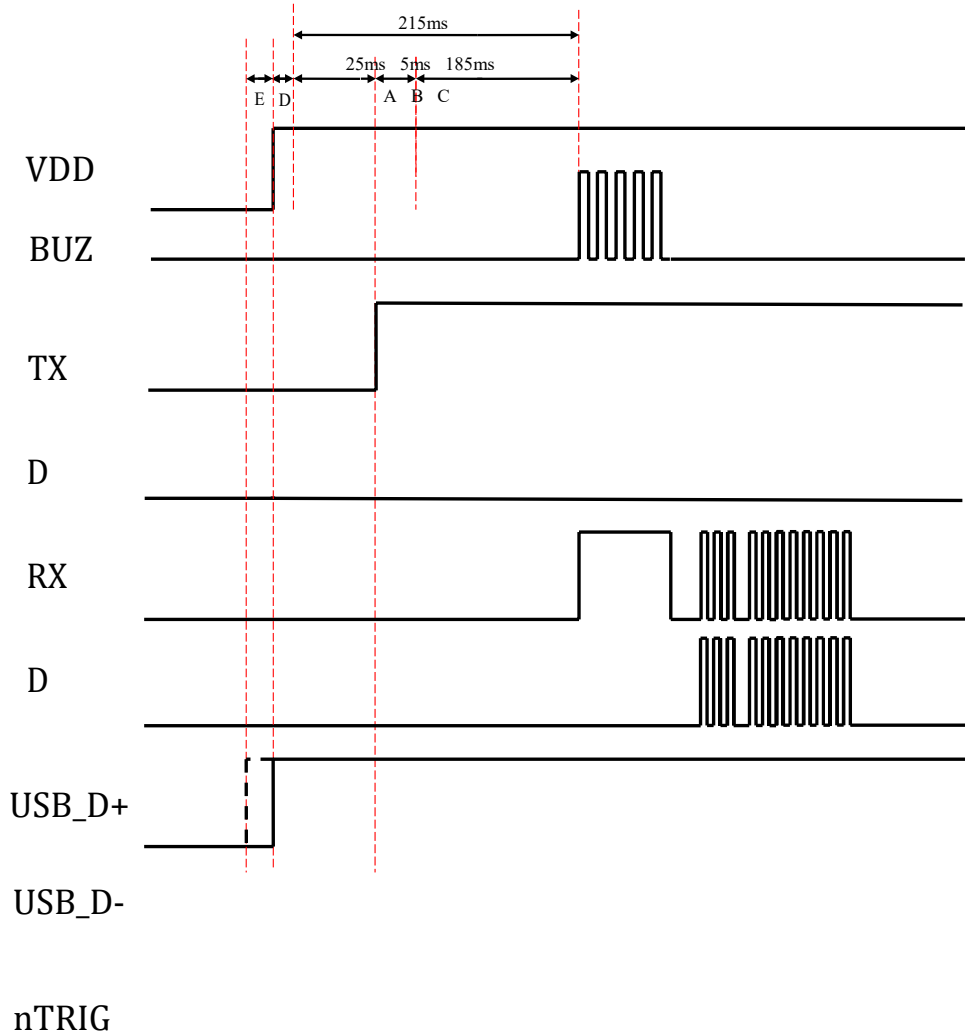 215ms
25ms 5ms 185ms
E D A B C
VDD
BUZ
TX
D
RX
D
USB_D+
USB_D-
nTRIG